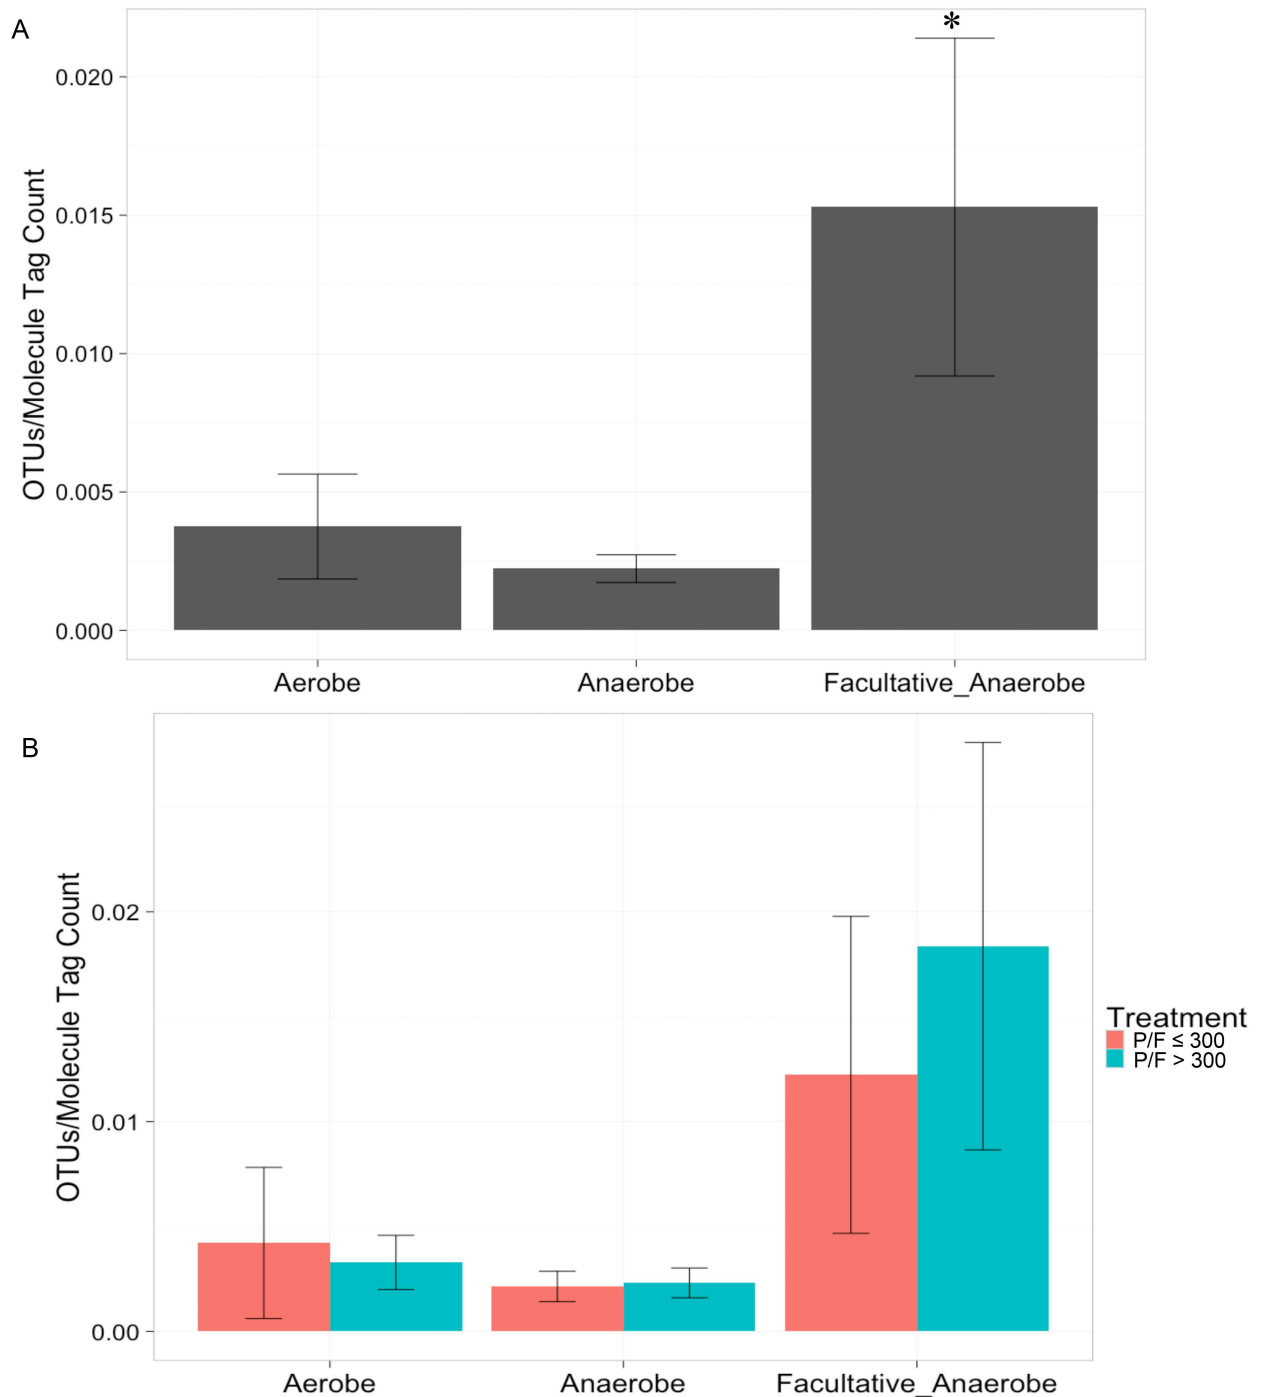 A
*
0.020
0.015
0.010
0.005
0.000
OTUs/Molecule Tag Count
Aerobe Anaerobe Facultative_Anaerobe
B
0.02
0.01
0.00
OTUs/Molecule Tag Count
Treatment
P/F ≤ 300
P/F > 300
Aerobe Anaerobe Facultative_Anaerobe